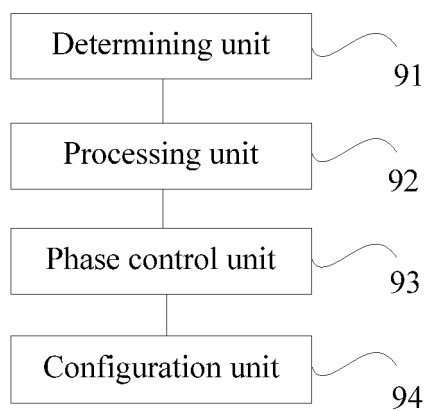 Determining unit
91
Processing unit
92
Phase control unit
93
Configuration unit
94